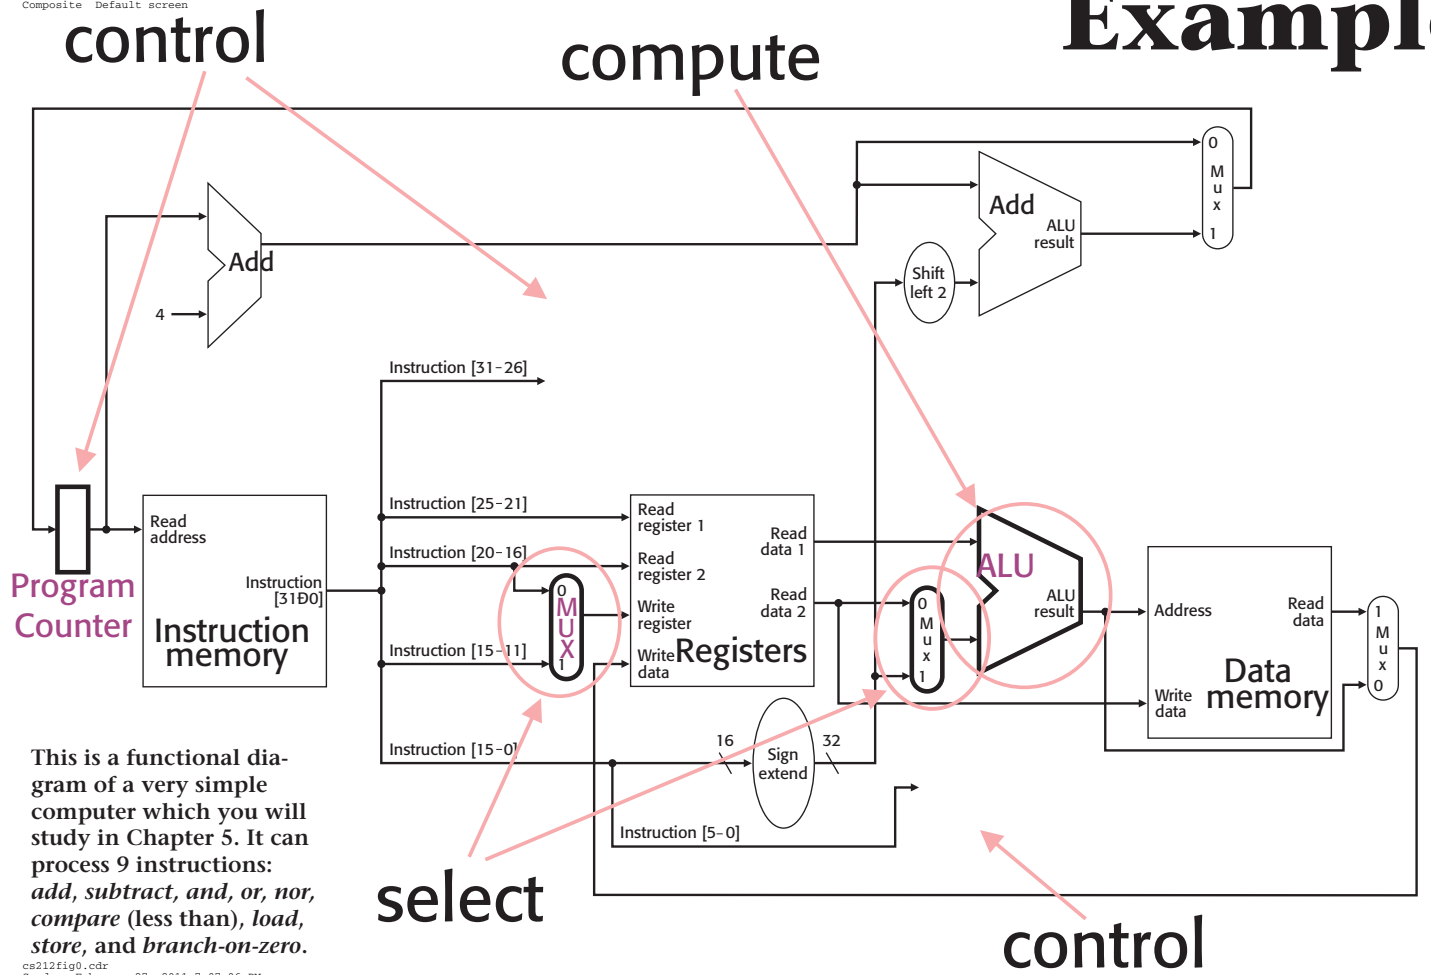 Composite Default screen
Example
control
compute
0
M
u
x
1
Add
ALU
result
Add
Shift
left 2
4
Instruction [31-26]
Instruction [25-21]
Instruction [20-16]
Instruction [15-11]
Instruction [15-0]
Instruction [5-0]
Read
address
Instruction
[31Ð0]
Instruction
memory
Program
Counter
0
M
U
X
1
Read
register 1
Read
register 2
Write
register
Write
data
Read
data 1
Read
data 2
Registers
0
M
u
x
1
ALU
ALU
result
Address
Write
data
Read
data
Data
memory
1
M
u
x
0
16
Sign
extend
32
select
control
This is a functional dia-
gram of a very simple
computer which you will
study in Chapter 5. It can
process 9 instructions:
add, subtract, and, or, nor,
compare (less than), load,
store, and branch-on-zero.
cs212fig0.cdr